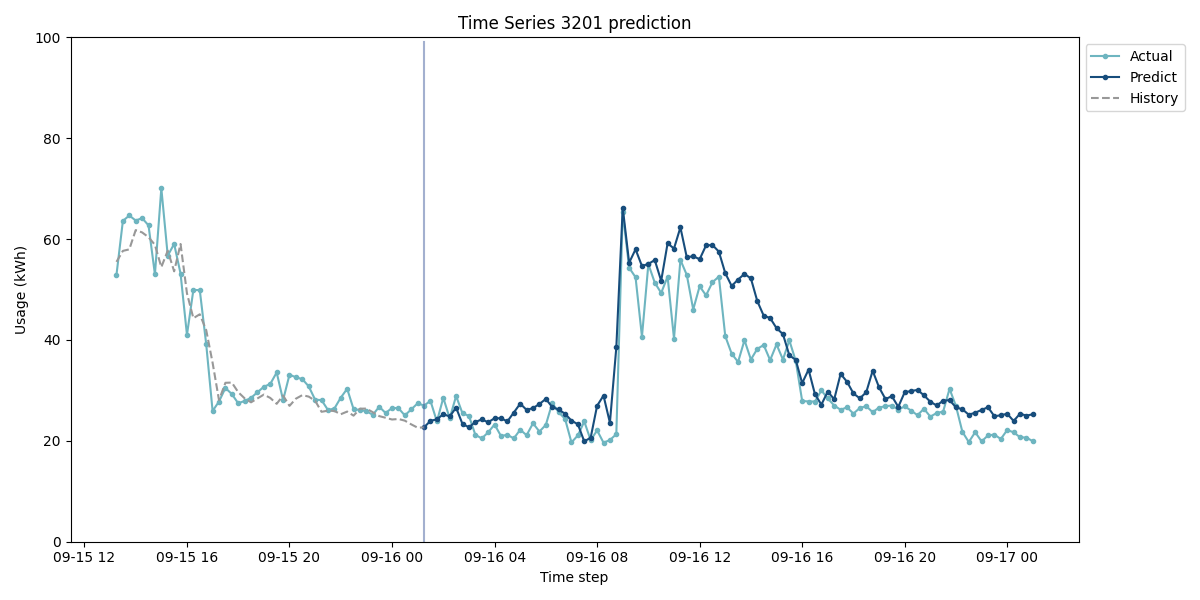 Time Series 3201 prediction
100
80
60
40
20
0
Usage (kWh)
09-15 12
09-15 16
09-15 20
09-16 00
09-16 04
09-16 08
09-16 12
09-16 16
09-16 20
09-17 00
Time step
Actual
Predict
History